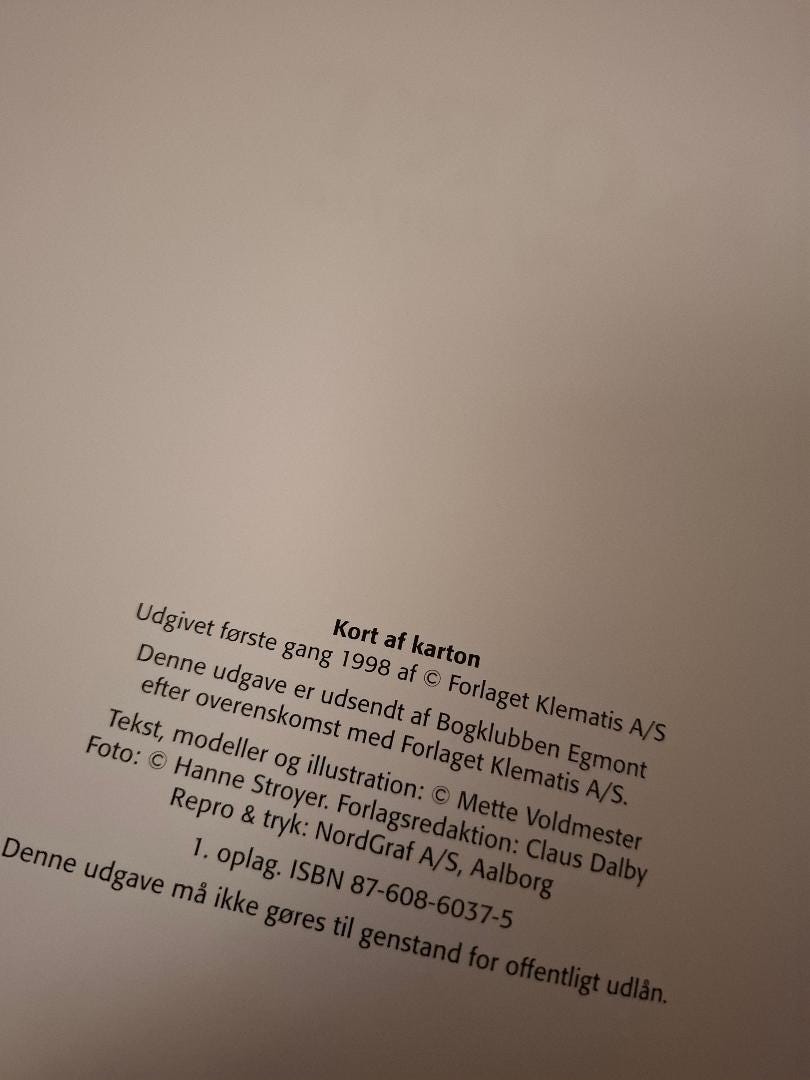 Kort af karton
Udgivet første gang 1998 af © Forlaget Klematis A/S
Denne udgave er udsendt af Bogklubben Egmont
efter overenskomst med Forlaget Klematis A/S.
Tekst, modeller og illustration: © Mette Voldmester
Foto: © Hanne Stroyer. Forlagsredaktion: Claus Dalby
Repro & tryk: NordGraf A/S, Aalborg
1. oplag. ISBN 87-608-6037-5
Denne udgave må ikke gøres til genstand for offentligt udlån.